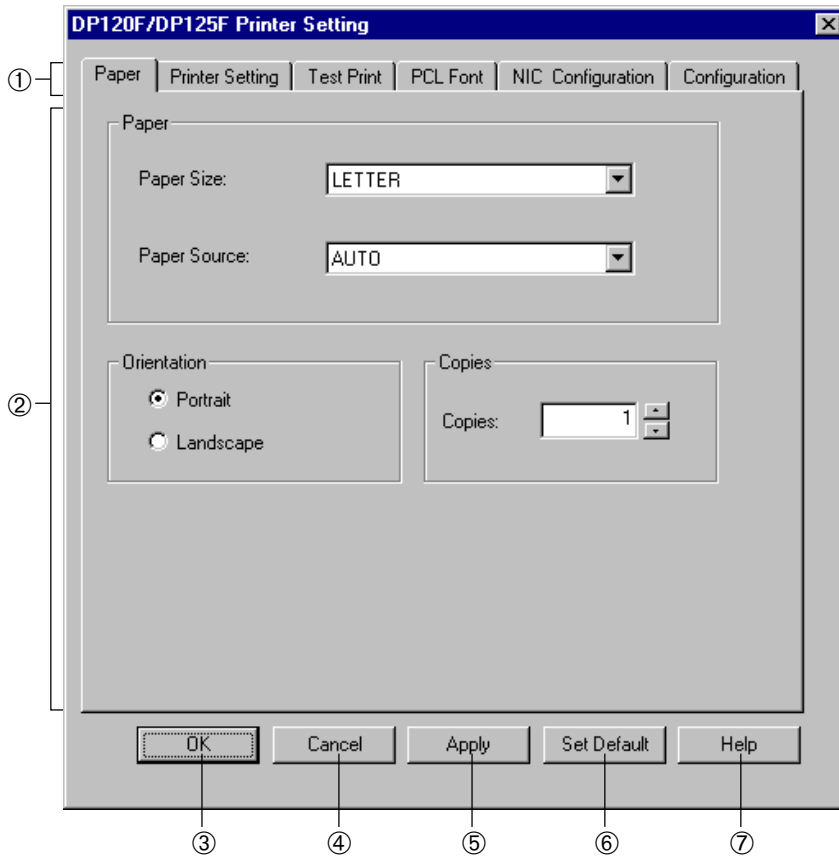 DP120F/DP125F Printer Setting
① Paper Printer Setting Test Print PCL Font NIC Configuration Configuration
Paper
Paper Size: LETTER
Paper Source: AUTO
Orientation Copies
② Portrait
Copies: 1
Landscape
OK Cancel Apply Set Default Help
③ ④ ⑤ ⑥ ⑦